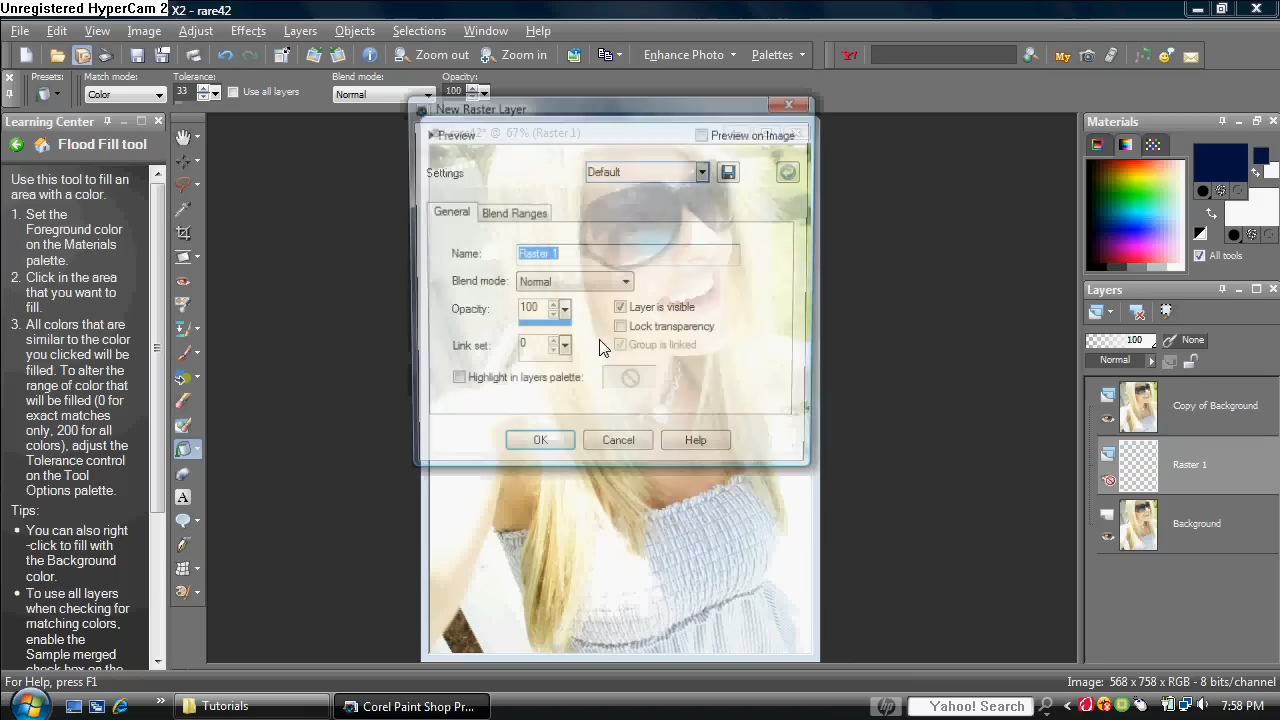 Unregistered HyperCam 2
X2 - rare42
File Edit View Image Adjust Effects Layers Objects Selections Window Help
Zoom out Zoom in Enhance Photo Palettes
My
Presets: Match mode: Tolerance: Blend mode: Opacity:
Color 33 Use all layers Normal 100
New Raster Layer
@ 67% (Raster 1)
Preview Preview on Image
Settings Default
General Blend Ranges
Name: Raster 1
Blend mode: Normal
Opacity: 100 Layer is visible
Lock transparency
Link set: 0 Group is linked
Highlight in layers palette:
OK Cancel Help
Learning Center
Flood Fill tool
Use this tool to fill an
area with a color.
1. Set the
Foreground color
on the Materials
palette.
2. Click in the area
that you want to
fill.
3. All colors that are
similar to the color
you clicked will be
filled. To alter the
range of color that
will be filled (0 for
exact matches
only, 200 for all
colors), adjust the
Tolerance control
on the Tool
Options palette.
Tips:
• You can also right
-click to fill with
the Background
color.
• To use all layers
when checking for
matching colors,
enable the
Sample merged
check box on the
A
Materials
All tools
Layers
100 None
Normal
Copy of Background
Raster 1
Background
For Help, press F1
Image: 568 x 758 x RGB - 8 bits/channel
Tutorials
Corel Paint Shop Pr...
Yahoo! Search
7:58 PM